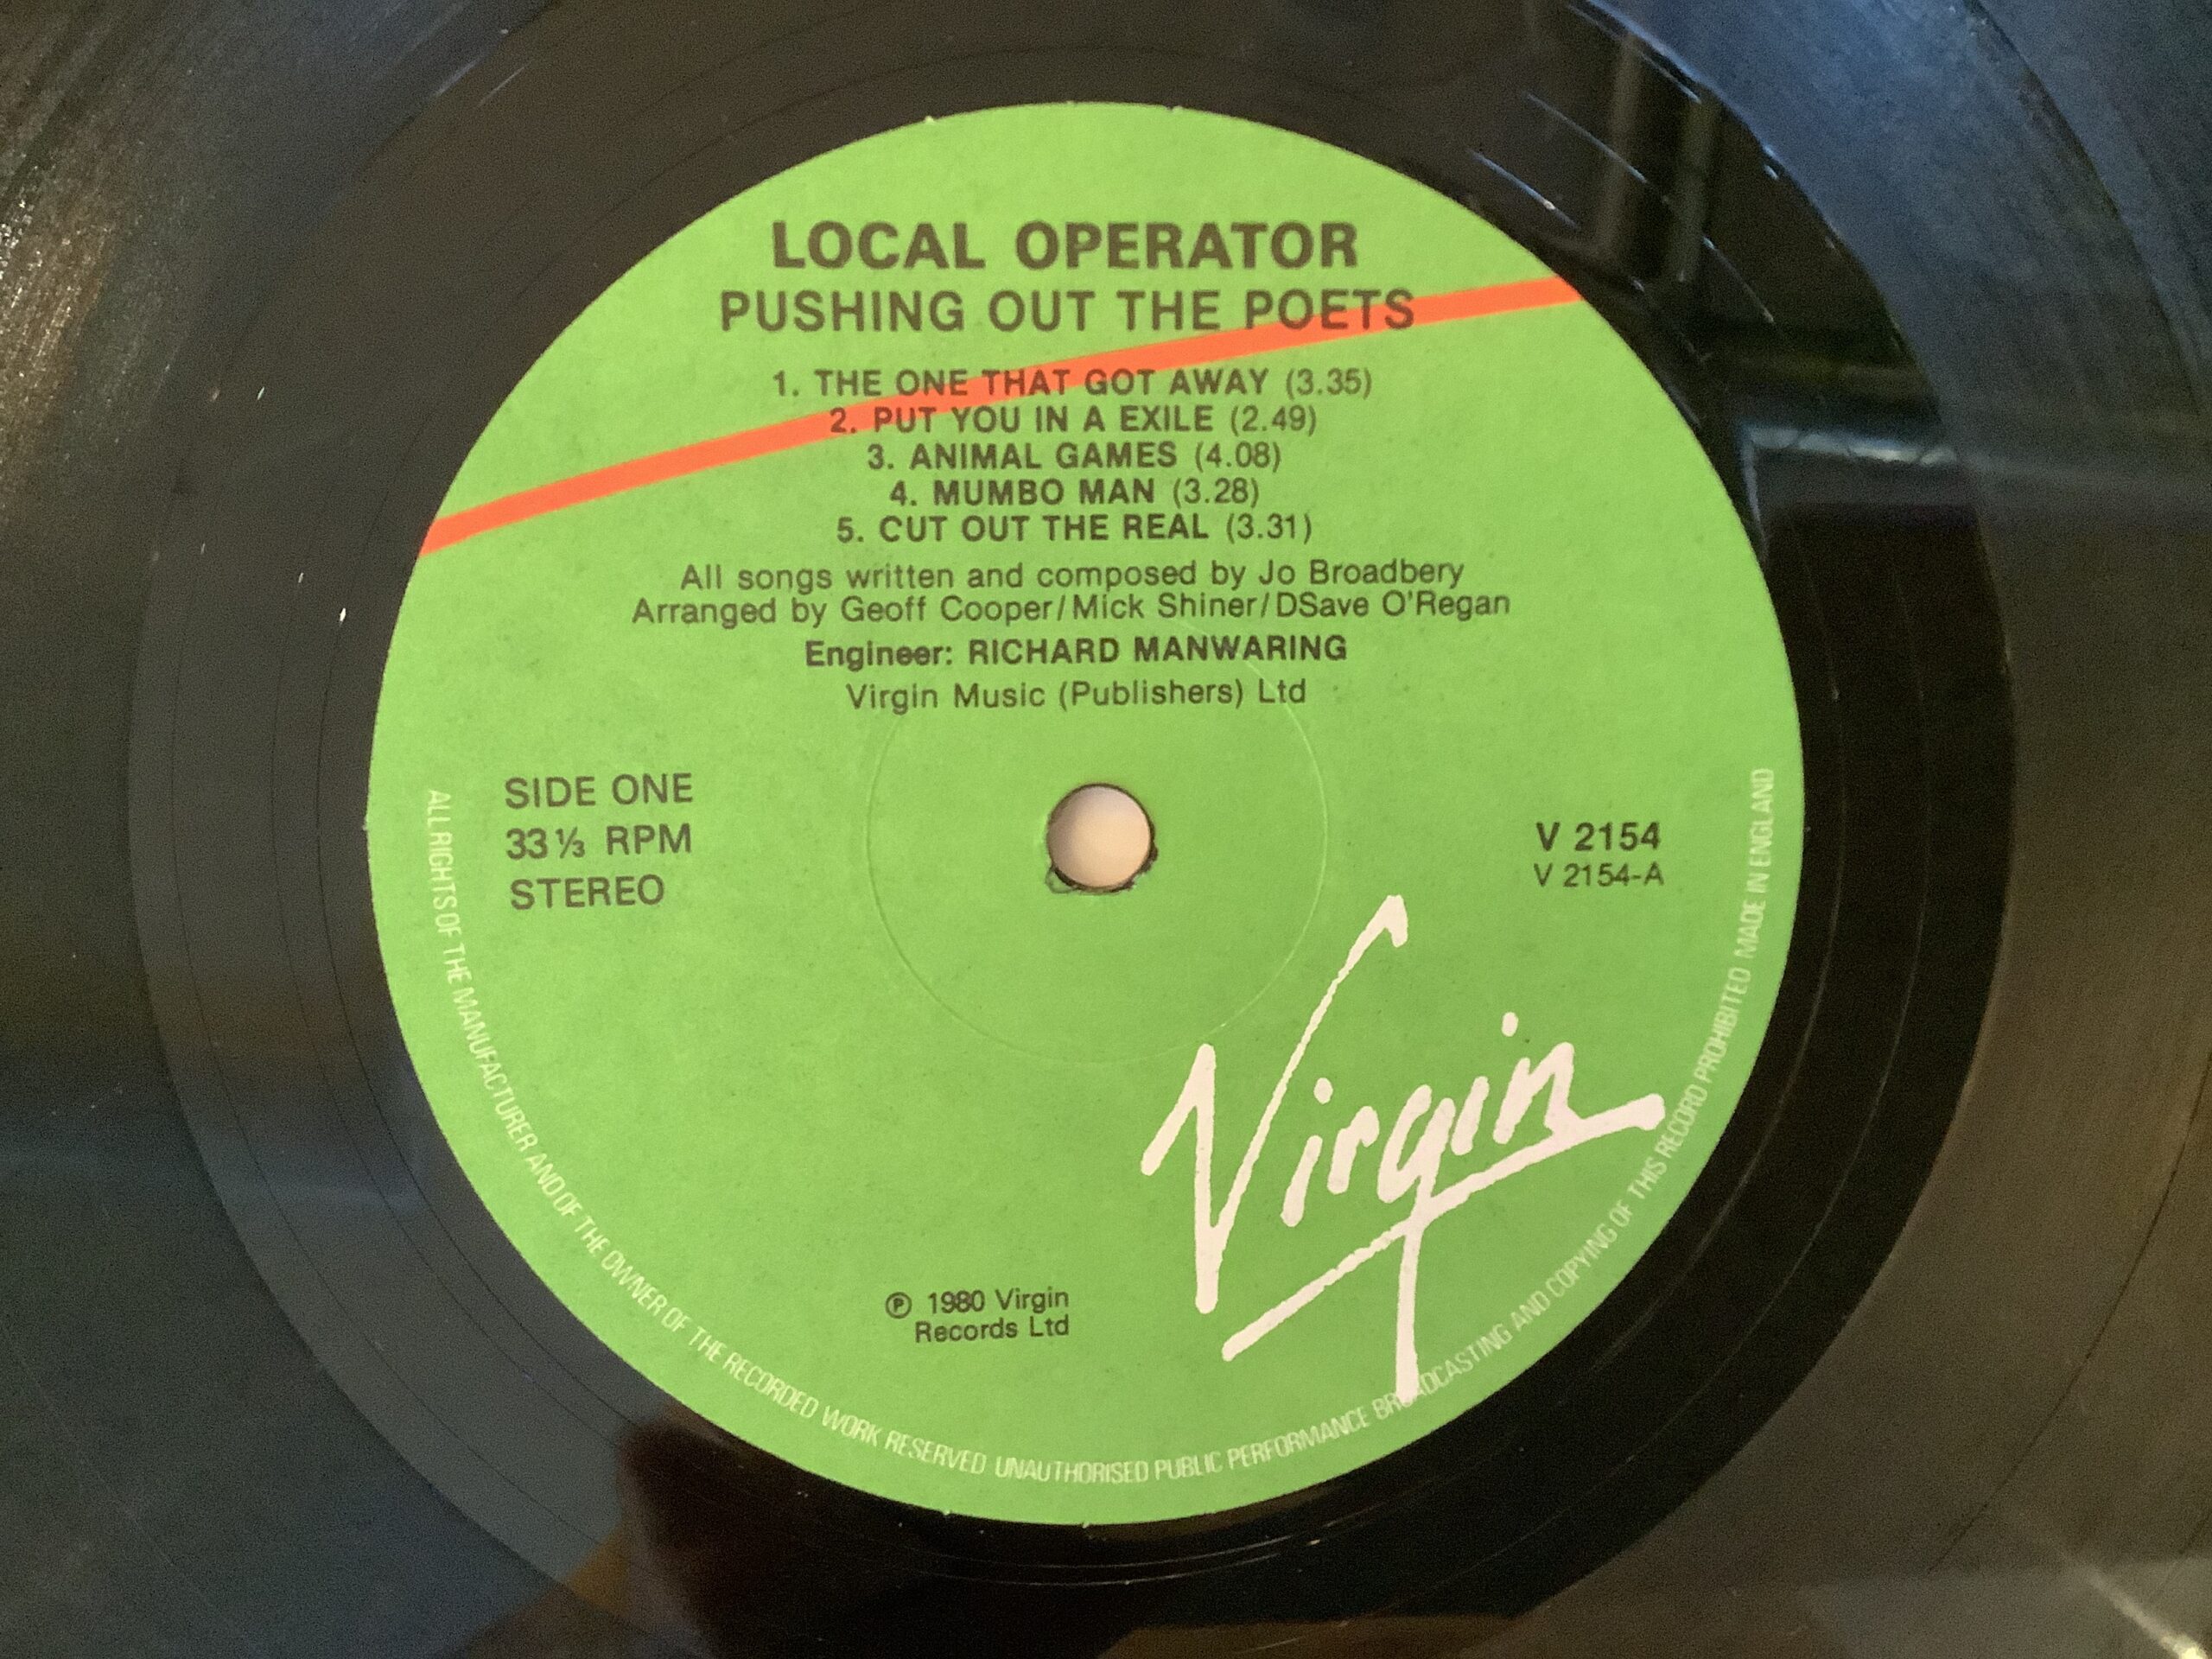 LOCAL OPERATOR
PUSHING OUT THE POETS
1. THE ONE THAT GOT AWAY (3.35)
2. PUT YOU IN A EXILE (2.49)
3. ANIMAL GAMES (4.08)
4. MUMBO MAN (3.28)
5. CUT OUT THE REAL (3.31)
All songs written and composed by Jo Broadbery
Arranged by Geoff Cooper/Mick Shiner/DSave O'Regan
Engineer: RICHARD MANWARING
Virgin Music (Publishers) Ltd
SIDE ONE
33⅓ RPM
STEREO
V 2154
V 2154-A
Virgin
℗ 1980 Virgin
Records Ltd
ALL RIGHTS OF THE MANUFACTURER AND OF THE OWNER OF THE RECORDED WORK RESERVED UNAUTHORISED PUBLIC PERFORMANCE BROADCASTING AND COPYING OF THIS RECORD PROHIBITED MADE IN ENGLAND